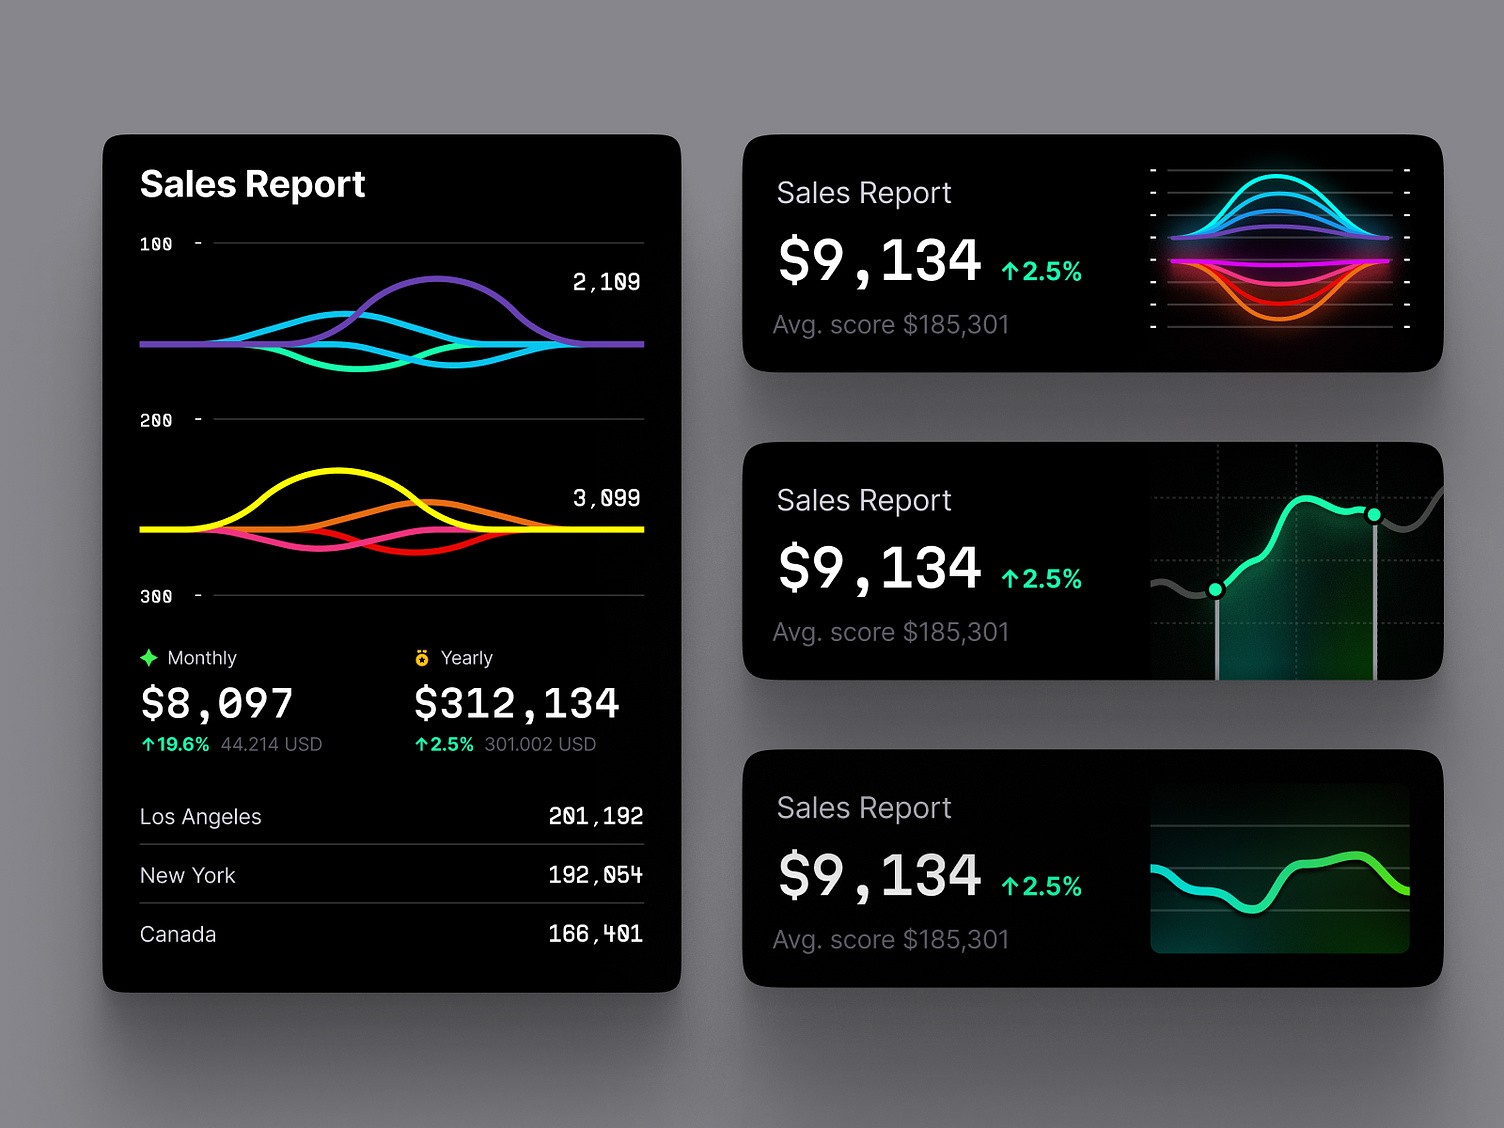 Sales Report
100 -
2,109
200 -
3,099
300 -
Monthly
$8,097
↑19.6% 44.214 USD
Yearly
$312,134
↑2.5% 301.002 USD
Los Angeles 201,192
New York 192,054
Canada 166,401
Sales Report
$9,134 ↑2.5%
Avg. score $185,301
Sales Report
$9,134 ↑2.5%
Avg. score $185,301
Sales Report
$9,134 ↑2.5%
Avg. score $185,301